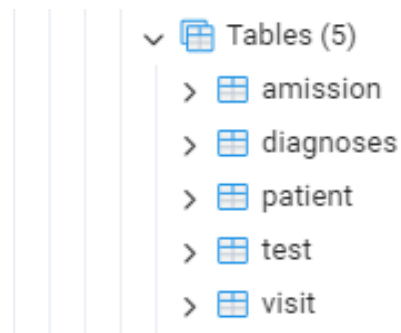 Tables (5)
amission
diagnoses
patient
test
visit